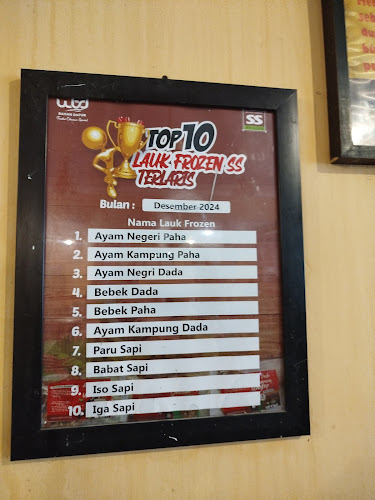 TOP 10
LAUK FROZEN SS
TERLARIS
SS
Bulan : Desember 2024
Nama Lauk Frozen
1. Ayam Negeri Paha
2. Ayam Kampung Paha
3. Ayam Negri Dada
4. Bebek Dada
5. Bebek Paha
6. Ayam Kampung Dada
7. Paru Sapi
8. Babat Sapi
9. Iso Sapi
10. Iga Sapi